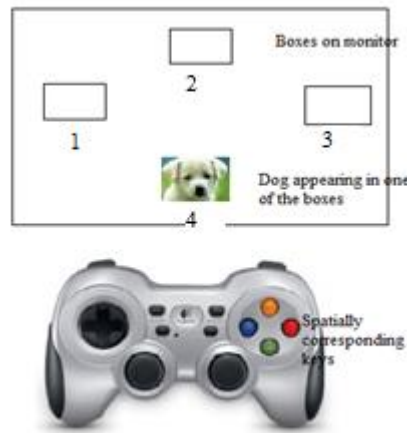 Boxes on monitor
2
1
3
Dog appearing in one
of the boxes
4
Spatially
corresponding
keys